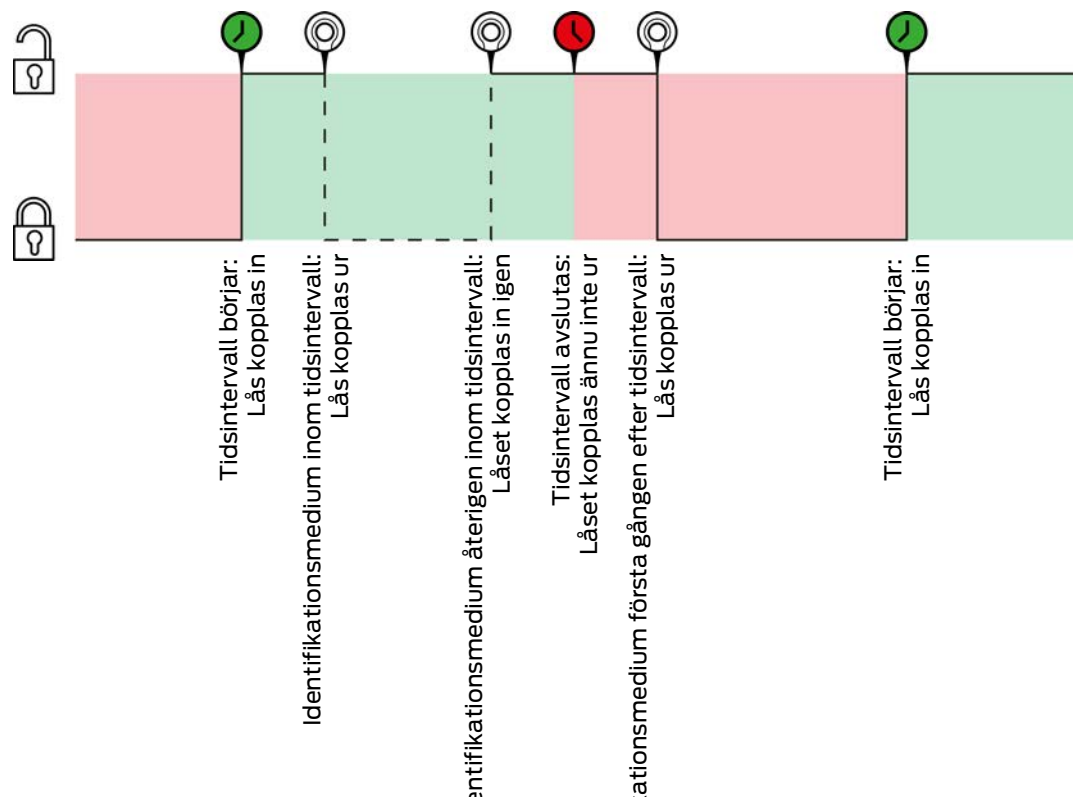 Tidsintervall börjar:
Lås kopplas in
Identifikationsmedium inom tidsintervall:
Lås kopplas ur
entifikationsmedium återigen inom tidsintervall:
Låset kopplas in igen
Tidsintervall avslutas:
Låset kopplas ännu inte ur
kationsmedium första gången efter tidsintervall:
Lås kopplas ur
Tidsintervall börjar:
Lås kopplas in